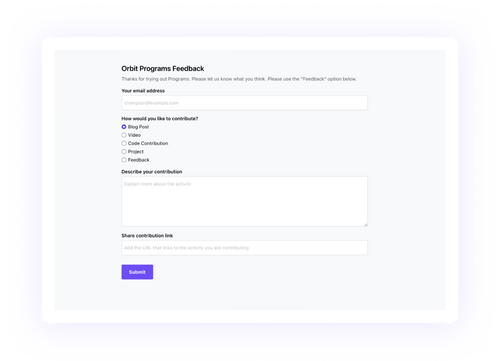 Orbit Programs Feedback
Thanks for trying out Programs. Please let us know what you think. Please use the "Feedback" option below.
Your email address
champion@example.com
How would you like to contribute?
Blog Post
Video
Code Contribution
Project
Feedback
Describe your contribution
Explain more about the activity
Share contribution link
Add the URL that links to the activity you are contributing
Submit